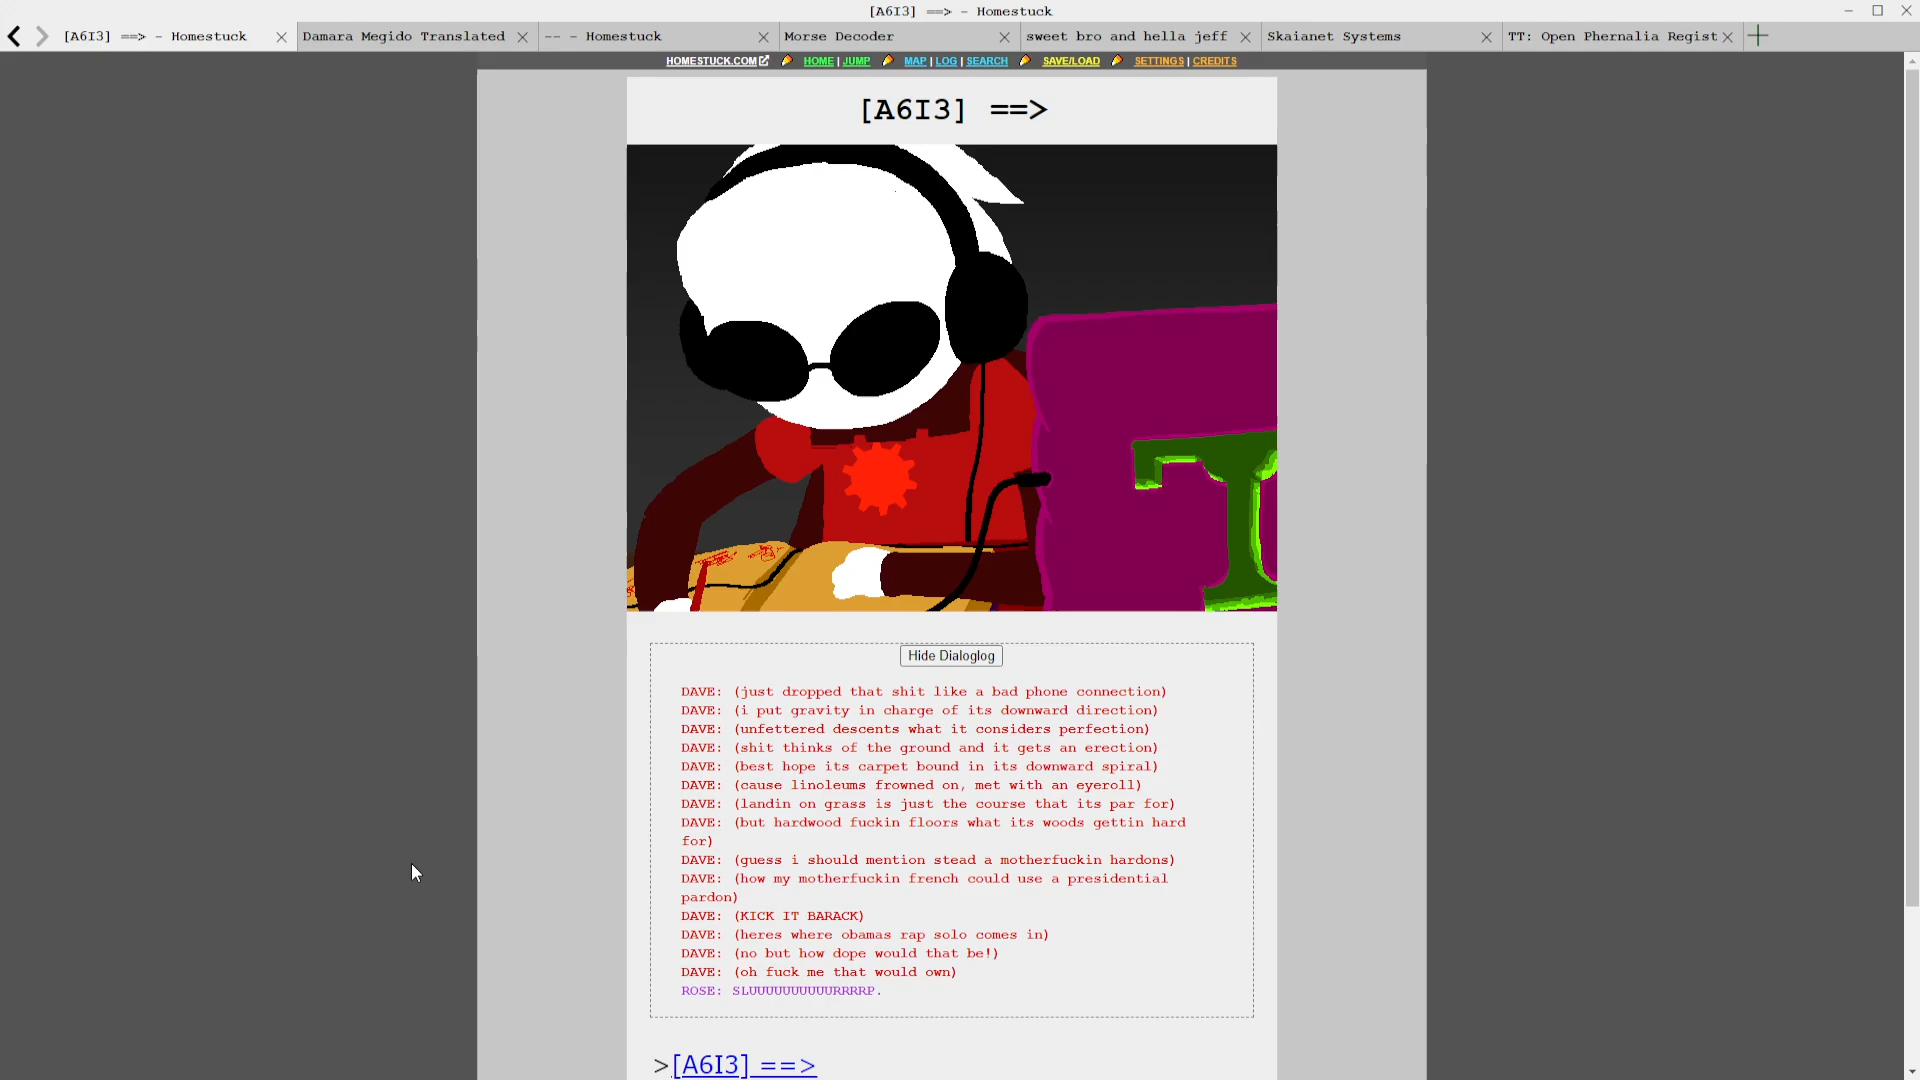 [A6I3] ==> - Homestuck
[A6I3] ==> - Homestuck
Damara Megido Translated
-- - Homestuck
Morse Decoder
sweet bro and hella jeff
Skaianet Systems
TT: Open Phernalia Regist
HOMESTUCK.COM HOME | JUMP MAP | LOG | SEARCH SAVE/LOAD SETTINGS | CREDITS
[A6I3] ==>
T
Hide Dialoglog
DAVE: (just dropped that shit like a bad phone connection)
DAVE: (i put gravity in charge of its downward direction)
DAVE: (unfettered descents what it considers perfection)
DAVE: (shit thinks of the ground and it gets an erection)
DAVE: (best hope its carpet bound in its downward spiral)
DAVE: (cause linoleums frowned on, met with an eyeroll)
DAVE: (landin on grass is just the course that its par for)
DAVE: (but hardwood fuckin floors what its woods gettin hard
for)
DAVE: (guess i should mention stead a motherfuckin hardons)
DAVE: (how my motherfuckin french could use a presidential
pardon)
DAVE: (KICK IT BARACK)
DAVE: (heres where obamas rap solo comes in)
DAVE: (no but how dope would that be!)
DAVE: (oh fuck me that would own)
ROSE: SLUUUUUUUUUURRRRP.
>[A6I3] ==>